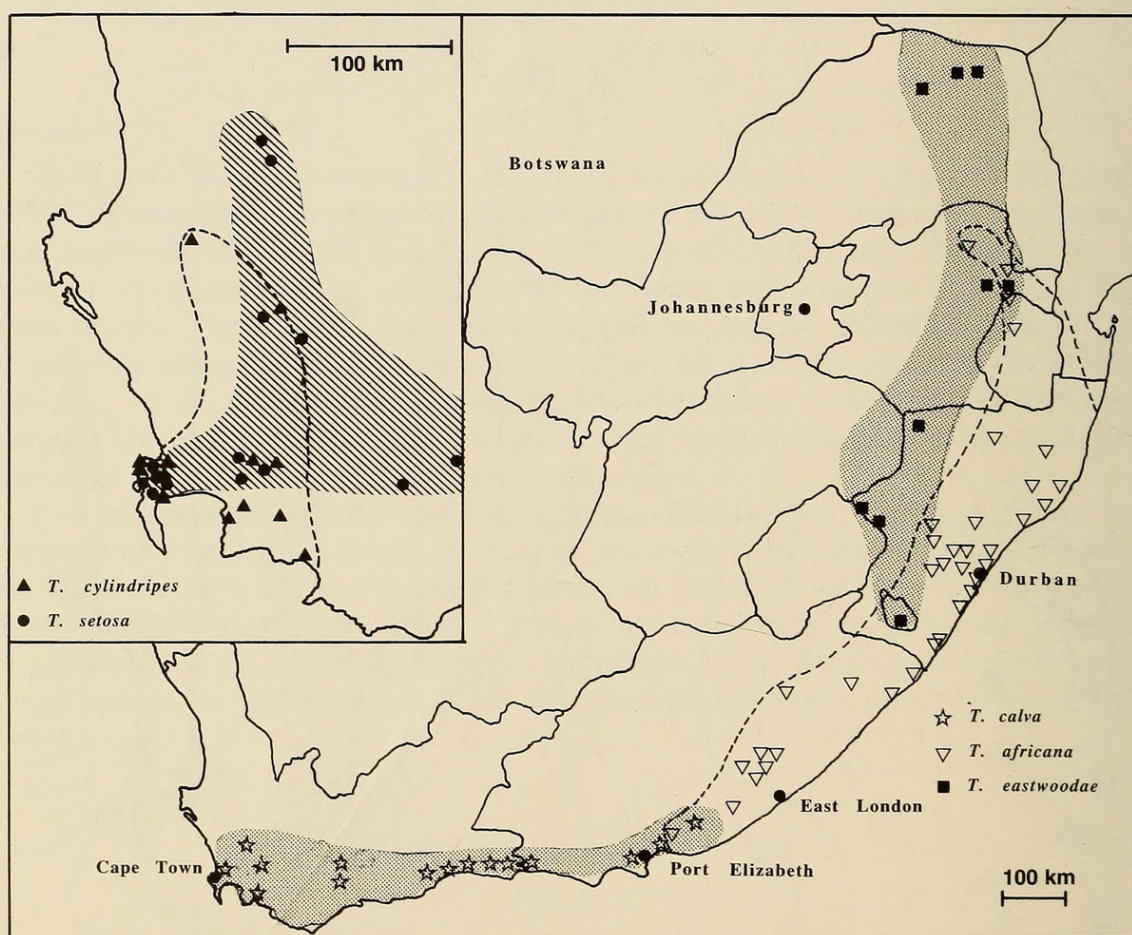 100 km
Botswana
Johannesburg
T. cylindripes
T. setosa
Durban
T. calva
T. africana
T. eastwoodae
East London
Cape Town
Port Elizabeth
100 km